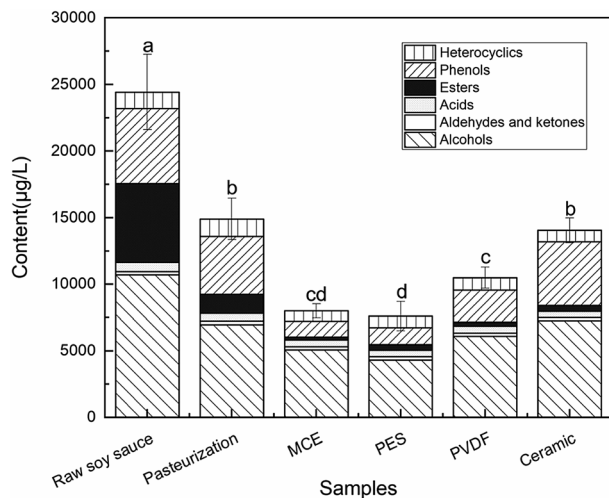 30000
25000
20000
15000
10000
5000
0
Content(µg/L)
a
b
cd
d
c
b
Heterocyclics
Phenols
Esters
Acids
Aldehydes and ketones
Alcohols
Raw soy sauce
Pasteurization
MCE
PES
PVDF
Ceramic
Samples